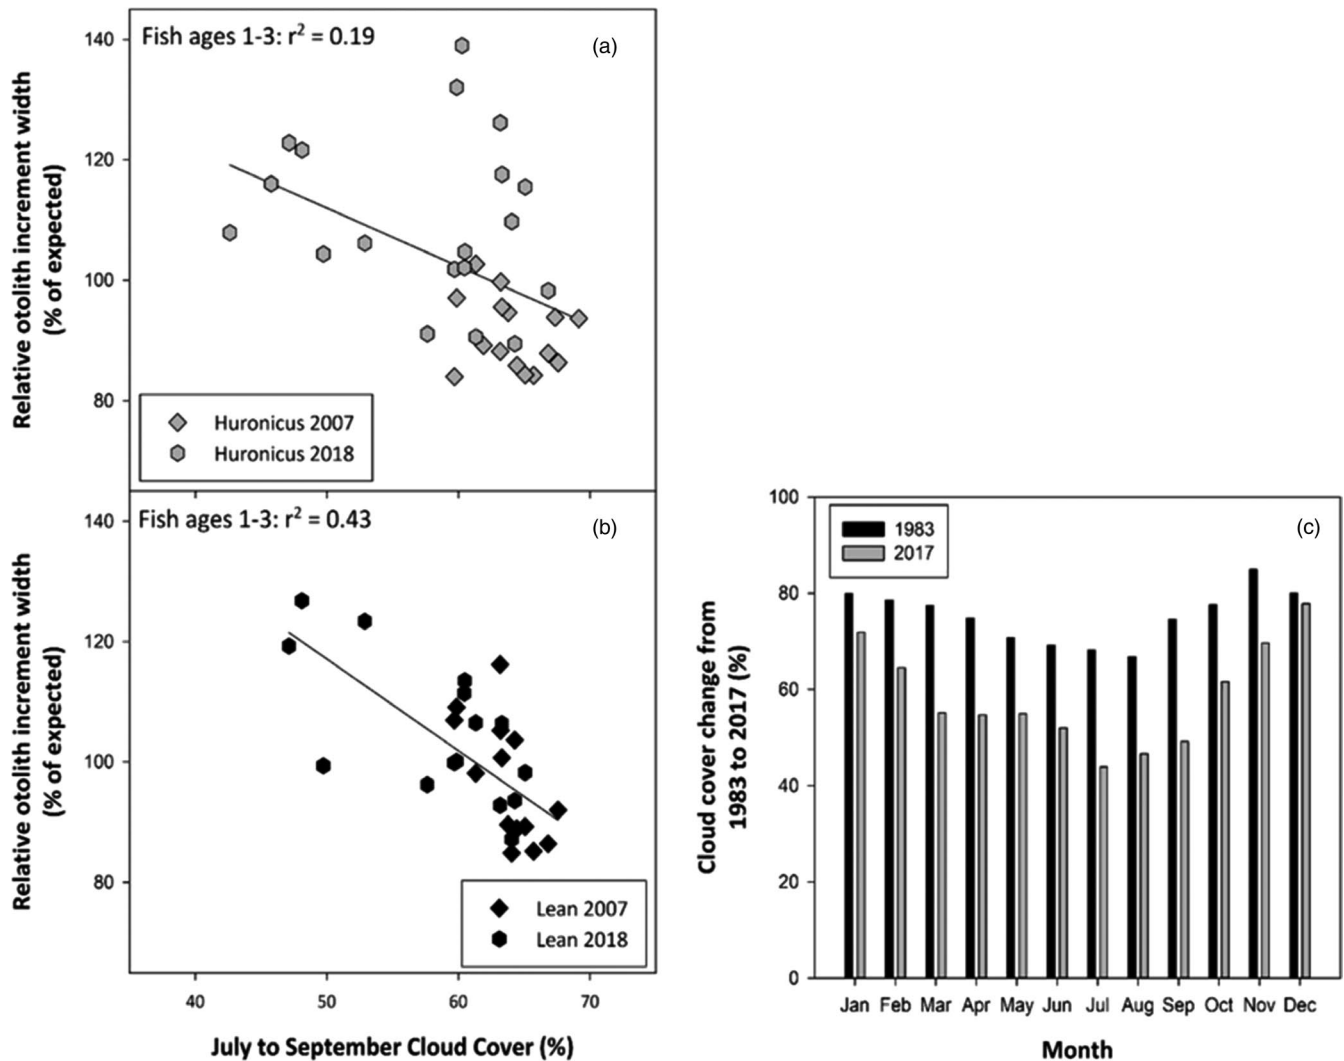 Fish ages 1-3: r² = 0.19
(a)
Relative otolith increment width
(% of expected)
140
120
100
80
Huronicus 2007
Huronicus 2018
Fish ages 1-3: r² = 0.43
(b)
Relative otolith increment width
(% of expected)
140
120
100
80
Lean 2007
Lean 2018
40 50 60 70
July to September Cloud Cover (%)
(c)
1983
2017
Cloud cover change from
1983 to 2017 (%)
100
80
60
40
20
0
Jan Feb Mar Apr May Jun Jul Aug Sep Oct Nov Dec
Month